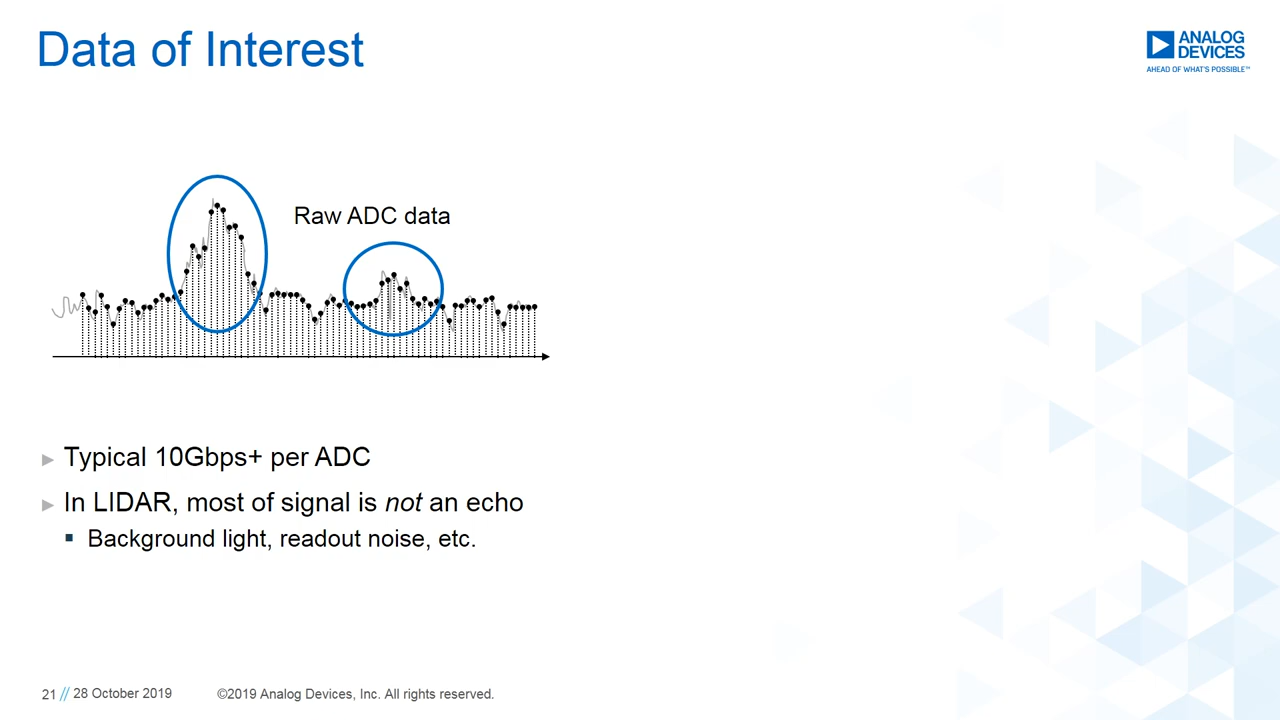 Data of Interest
ANALOG
DEVICES
AHEAD OF WHAT'S POSSIBLE™
Raw ADC data
Typical 10Gbps+ per ADC
In LIDAR, most of signal is not an echo
Background light, readout noise, etc.
21 // 28 October 2019 ©2019 Analog Devices, Inc. All rights reserved.